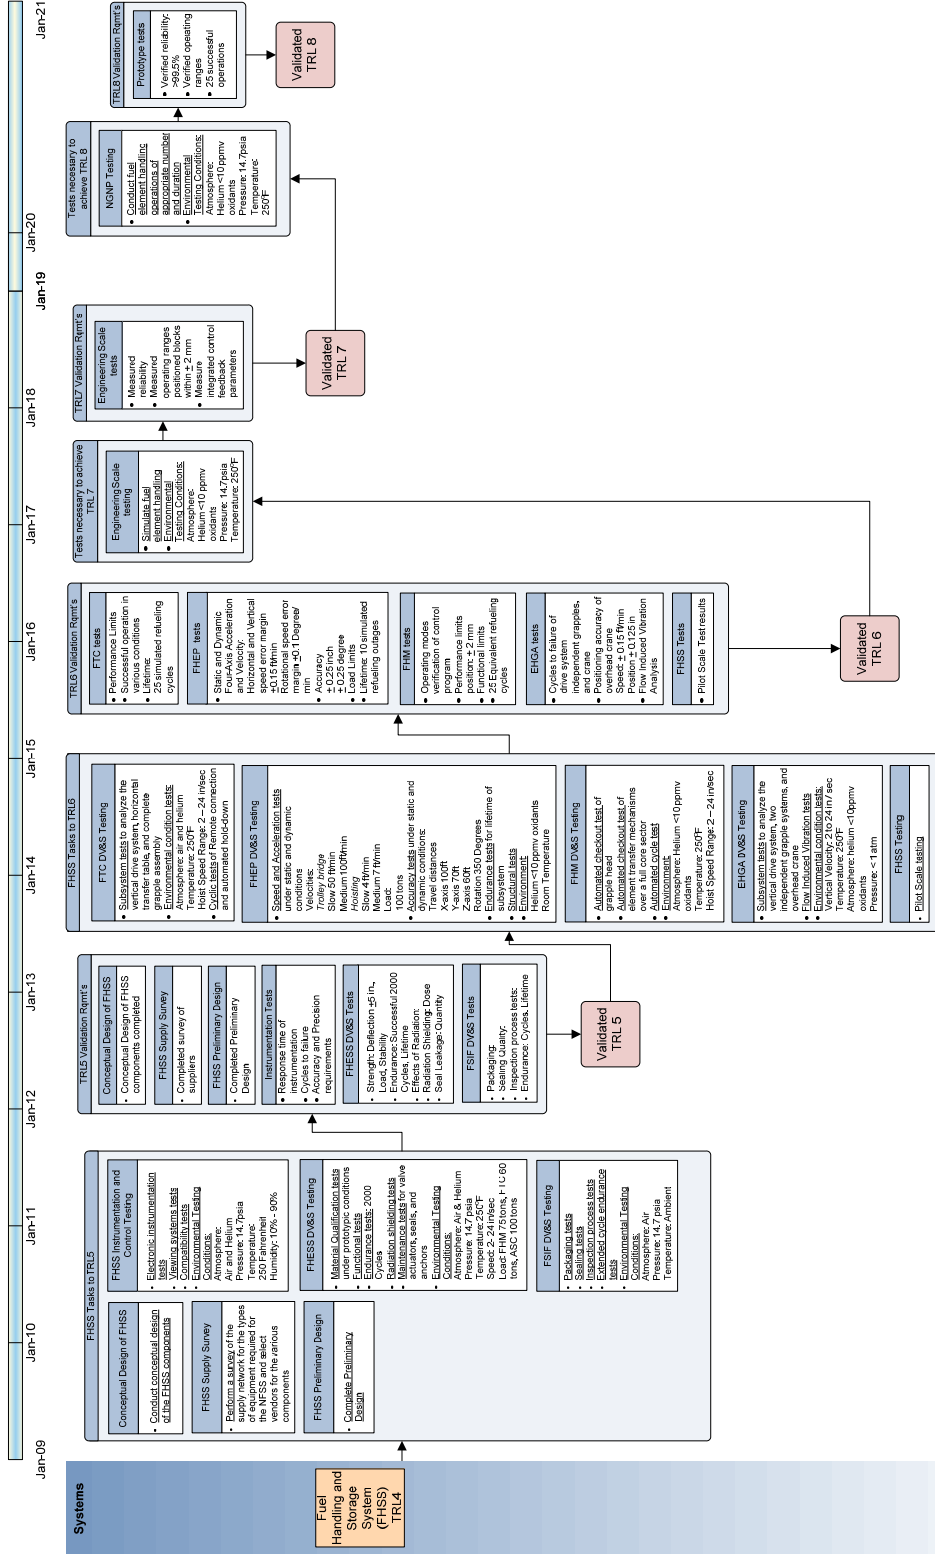 Jan-09
Jan-10
Jan-11
Jan-12
Jan-13
Jan-14
Jan-15
Jan-16
Jan-17
Jan-18
Jan-19
Jan-20
Jan-21
Systems
Fuel
Handling and
Storage
System
(FHSS)
TRL4
FHSS Tasks to TRL5
Conceptual Design of FHSS
• Conduct conceptual design
of the FHSS components
FHSS Supply Survey
• Perform a survey of the
supply network for the types
of equipment required for
the NFSS and select
vendors for the various
components
FHSS Preliminary Design
• Complete Preliminary
Design
FHSS Instrumentation and
Control Testing
• Electronic instrumentation
tests
• Viewing systems tests
• Compatibility tests
• Environmental Testing
Conditions:
Atmosphere:
Air and Helium
Pressure: 14.7psia
Temperature:
250 Fahrenheit
Humidity: 10% - 90%
FHESS DV&S Testing
• Material Qualification tests
under prototypic conditions
• Functional tests
• Endurance tests: 2000
Cycles
• Radiation shielding tests
• Maintenance tests for valve
actuators, seals, and
anchors
• Environmental Testing
Conditions:
Atmosphere: Air & Helium
Pressure: 14.7 psia
Temperature: 250°F
Speed: 2- 24 in/sec
Load: FHM 75 tons, FTC 60
tons, ASC 100 tons
FSIF DV&S Testing
• Packaging tests
• Sealing tests
• Inspection process tests
• Extended cycle endurance
tests
• Environmental Testing
Conditions:
Atmosphere: Air
Pressure: 14.7 psia
Temperature: Ambient
TRL5 Validation Rqmt's
Conceptual Design of FHSS
• Conceptual Design of FHSS
components completed
FHSS Supply Survey
• Completed survey of
suppliers
FHSS Preliminary Design
• Completed Preliminary
Design
Instrumentation Tests
• Response time of
Instrumentation
• Cycles to failure
• Accuracy and Precision
requirements
FHESS DV&S Tests
• Strength: Deflection ±5 in.,
Load, Stability
• Endurance: Successful 2000
Cycles, Lifetime
• Effects of Radiation:
• Radiation Shielding: Dose
• Seal Leakage: Quantity
FSIF DV&S Tests
• Packaging:
• Sealing Quality:
• Inspection process tests:
• Endurance: Cycles, Lifetime
Validated
TRL 5
FHSS Tasks to TRL6
FTC DV&S Testing
• Subsystem tests to analyze the
vertical drive system, horizontal
transfer table, and complete
grapple assembly
• Environmental condition tests:
Atmosphere: air and helium
Temperature: 250°F
Hoist Speed Range: 2 – 24 in/sec
• Cyclic tests of Remote connection
and automated hold-down
FHEP DV&S Testing
• Speed and Acceleration tests
under static and dynamic
conditions
Velocities:
Trolley bridge
Slow 50 ft/min
Medium 100ft/min
Hoisting
Slow 4 ft/min
Medium 7 ft/min
Load:
100 tons
• Accuracy tests under static and
dynamic conditions:
Travel distances
X-axis 100ft
Y-axis 70ft
Z-axis 60ft
Rotation 350 Degrees
• Endurance tests for lifetime of
subsystem
• Structural tests
• Environment:
Helium <10 ppmv oxidants
Room Temperature
FHM DV&S Testing
• Automated checkout test of
grapple head
• Automated checkout test of
element transfer mechanisms
over a full core sector
• Automated cycle test
• Environment:
Atmosphere: Helium <10 ppmv
oxidants
Temperature: 250°F
Hoist Speed Range: 2 – 24 in/sec
EHGA DV&S Testing
• Subsystem tests to analyze the
vertical drive system, two
independent grapple systems, and
overhead crane
• Flow Induced Vibration tests
• Environmental condition tests:
Vertical Velocity: 2 to 24 in / sec
Temperature: 250°F
Atmosphere: helium <10ppmv
oxidants
Pressure: < 1 atm
FHSS Testing
• Pilot Scale testing
TRL6 Validation Rqmt's
FTC tests
• Performance Limits
• Successful operation in
various conditions
• Lifetime:
25 simulated refueling
cycles
FHEP tests
• Static and Dynamic
Four-Axis Acceleration
and Velocity:
Horizontal and Vertical
speed error margin
±0.15 ft/min
Rotational speed error
margin ±0.1 Degree/
min
• Accuracy
± 0.25 inch
± 0.25 degree
• Load Limits
• Lifetime: 10 simulated
refueling outages
FHM tests
• Operating modes
verification of control
program
• Performance limits
position: ± 2 mm
• Functional limits
• 25 Equivalent refueling
cycles
EHGA tests
• Cycles to failure of
drive system
independent grapples,
and crane
• Positioning accuracy of
overhead crane
Speed: ± 0.15 ft/min
Position ± 0.125 in
• Flow Induced Vibration
Analysis
FHSS Tests
• Pilot Scale Test results
Validated
TRL 6
Tests necessary to achieve
TRL 7
Engineering Scale
testing
• Simulate fuel
element handling
• Environmental
Testing Conditions:
Atmosphere:
Helium <10 ppmv
oxidants
Pressure: 14.7psia
Temperature: 250°F
TRL7 Validation Rqmt's
Engineering Scale
tests
• Measured
reliability
• Measured
operating ranges
positioned blocks
within ± 2 mm
• Measure
integrated control
feedback
parameters
Validated
TRL 7
Tests necessary to
achieve TRL 8
NGNP Testing
• Conduct fuel
element handling
operations of
appropriate number
and duration
• Environmental
Testing Conditions:
Atmosphere:
Helium <10 ppmv
oxidants
Pressure: 14.7psia
Temperature:
250°F
TRL8 Validation Rqmt's
Prototype tests
• Verified reliability:
>99.5%
• Verified operating
ranges
• 25 successful
operations
Validated
TRL 8